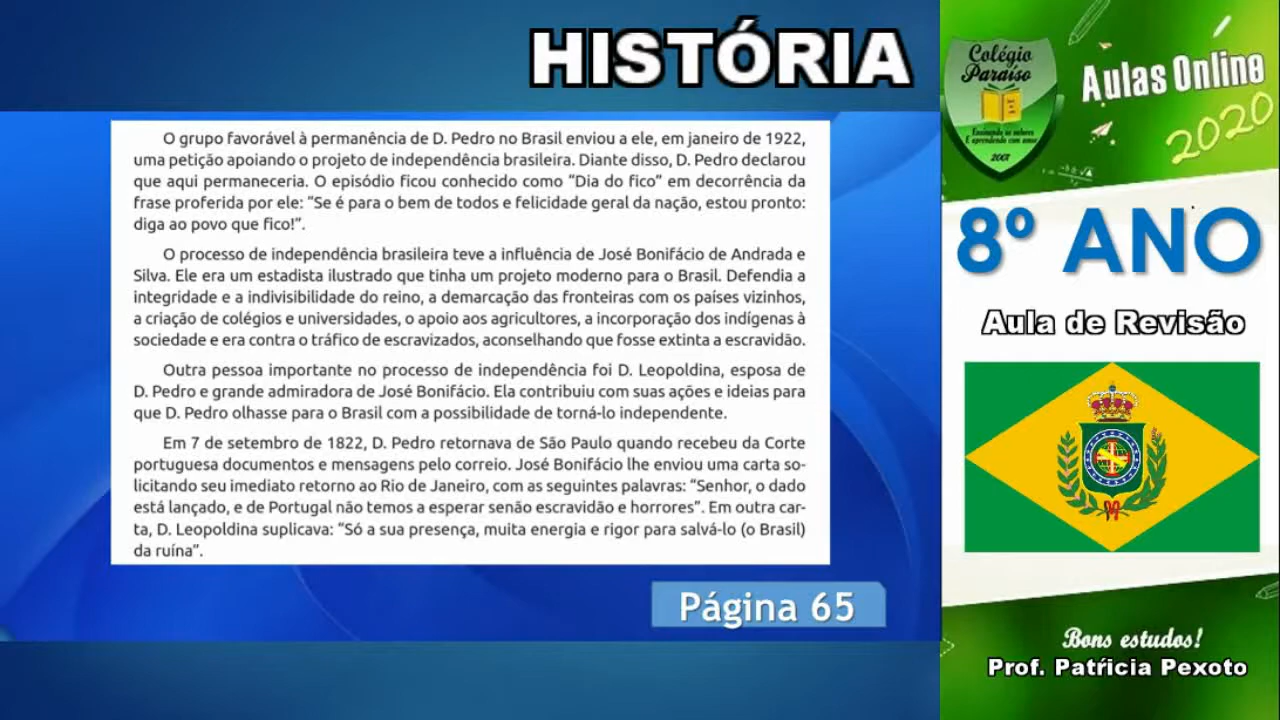 HISTÓRIA
O grupo favorável à permanência de D. Pedro no Brasil enviou a ele, em janeiro de 1922,
uma petição apoiando o projeto de independência brasileira. Diante disso, D. Pedro declarou
que aqui permaneceria. O episódio ficou conhecido como “Dia do fico” em decorrência da
frase proferida por ele: “Se é para o bem de todos e felicidade geral da nação, estou pronto:
diga ao povo que fico!”.
O processo de independência brasileira teve a influência de José Bonifácio de Andrada e
Silva. Ele era um estadista ilustrado que tinha um projeto moderno para o Brasil. Defendia a
integridade e a indivisibilidade do reino, a demarcação das fronteiras com os países vizinhos,
a criação de colégios e universidades, o apoio aos agricultores, a incorporação dos indígenas à
sociedade e era contra o tráfico de escravizados, aconselhando que fosse extinta a escravidão.
Outra pessoa importante no processo de independência foi D. Leopoldina, esposa de
D. Pedro e grande admiradora de José Bonifácio. Ela contribuiu com suas ações e ideias para
que D. Pedro olhasse para o Brasil com a possibilidade de torná-lo independente.
Em 7 de setembro de 1822, D. Pedro retornava de São Paulo quando recebeu da Corte
portuguesa documentos e mensagens pelo correio. José Bonifácio lhe enviou uma carta so-
licitando seu imediato retorno ao Rio de Janeiro, com as seguintes palavras: “Senhor, o dado
está lançado, e de Portugal não temos a esperar senão escravidão e horrores”. Em outra car-
ta, D. Leopoldina suplicava: “Só a sua presença, muita energia e rigor para salvá-lo (o Brasil)
da ruína”.
Página 65
Colégio
Paraíso
Ensinando os valores
E aprendendo com amor
2007
Aulas Online
2020
8º ANO
Aula de Revisão
Bons estudos!
Prof. Patrícia Pexoto